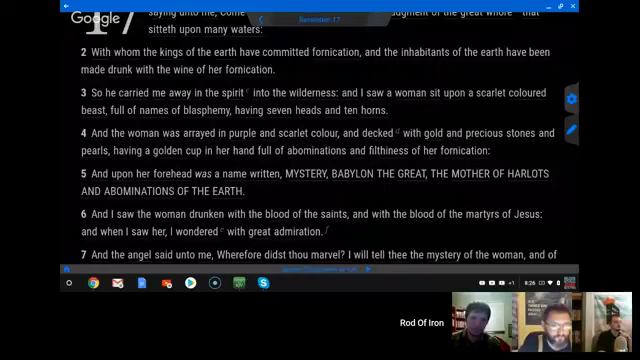 17
Google
saying unto me, Come
judgment of the great whore that
Revelation 17
sitteth upon many waters:
2 With whom the kings of the earth have committed fornication, and the inhabitants of the earth have been
made drunk with the wine of her fornication.
3 So he carried me away in the spirit c into the wilderness: and I saw a woman sit upon a scarlet coloured
beast, full of names of blasphemy, having seven heads and ten horns.
4 And the woman was arrayed in purple and scarlet colour, and decked d with gold and precious stones and
pearls, having a golden cup in her hand full of abominations and filthiness of her fornication:
5 And upon her forehead was a name written, MYSTERY, BABYLON THE GREAT, THE MOTHER OF HARLOTS
AND ABOMINATIONS OF THE EARTH.
6 And I saw the woman drunken with the blood of the saints, and with the blood of the martyrs of Jesus:
and when I saw her, I wondered e with great admiration. f
7 And the angel said unto me, Wherefore didst thou marvel? I will tell thee the mystery of the woman, and of
+1 8:26
Rod Of Iron